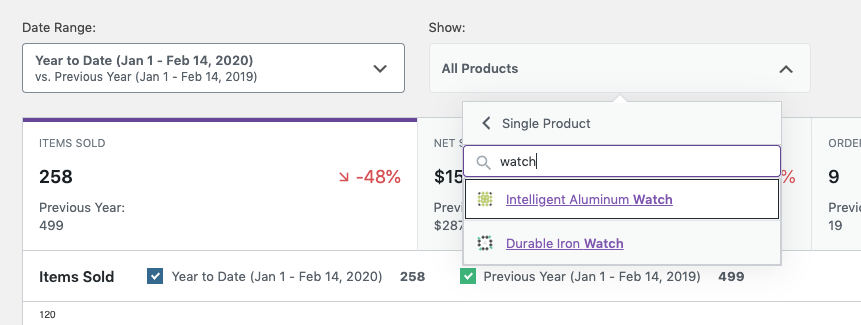 Date Range:
Show:
Year to Date (Jan 1 - Feb 14, 2020)
vs. Previous Year (Jan 1 - Feb 14, 2019)
All Products
Single Product
watch
Intelligent Aluminum Watch
Durable Iron Watch
ITEMS SOLD
258
-48%
Previous Year:
499
NET S
$15
%
Previ
$287
ORDE
9
Previ
19
Items Sold
Year to Date (Jan 1 - Feb 14, 2020)
258
Previous Year (Jan 1 - Feb 14, 2019)
499
120